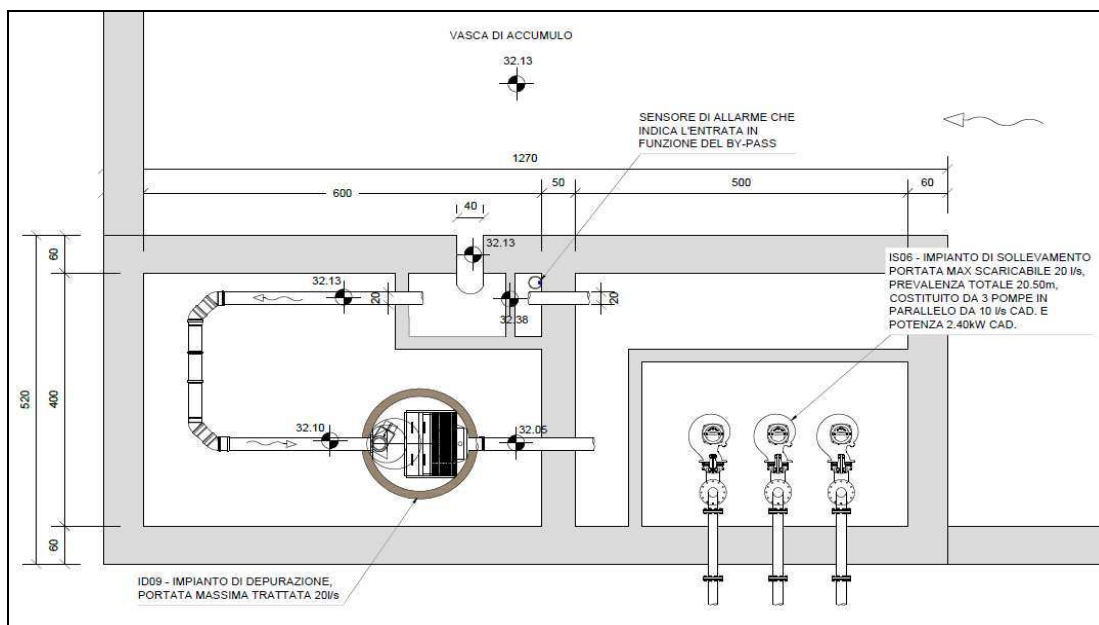 VASCA DI ACCUMULO
32.13
SENSORE DI ALLARME CHE
INDICA L'ENTRATA IN
FUNZIONE DEL BY-PASS
1270
600
50
500
60
40
32.13
60
32.13
20
32.38
20
IS06 - IMPIANTO DI SOLLEVAMENTO
PORTATA MAX SCARICABILE 20 l/s,
PREVALENZA TOTALE 20.50m,
COSTITUITO DA 3 POMPE IN
PARALLELO DA 10 l/s CAD. E
POTENZA 2.40kW CAD.
520
400
32.10
32.05
60
ID09 - IMPIANTO DI DEPURAZIONE,
PORTATA MASSIMA TRATTATA 20l/s